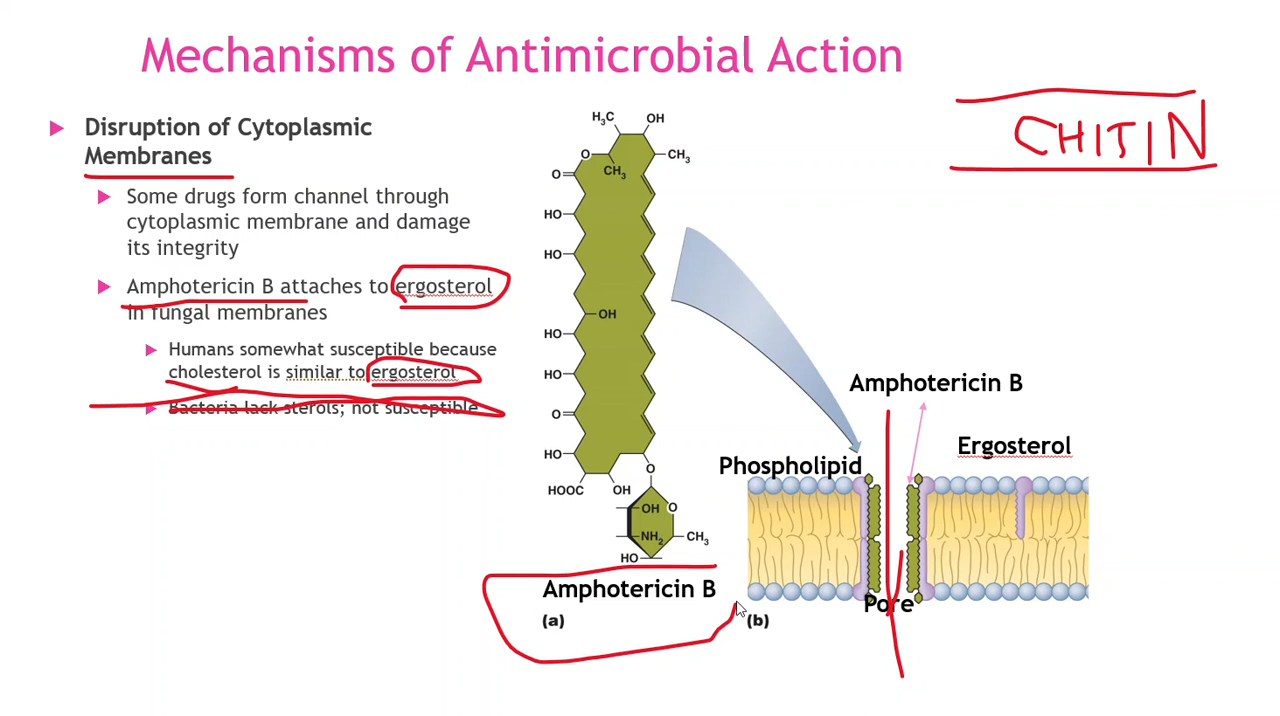 Mechanisms of Antimicrobial Action
CHITIN
Disruption of Cytoplasmic
Membranes
Some drugs form channel through
cytoplasmic membrane and damage
its integrity
Amphotericin B attaches to ergosterol
in fungal membranes
Humans somewhat susceptible because
cholesterol is similar to ergosterol
Bacteria lack sterols; not susceptible
H₃C
OH
O
CH₃
CH₃
O
HO
HO
OH
HO
HO
O
HO
O
HOOC
OH
OH
O
NH₂
CH₃
HO
Amphotericin B
(a)
Amphotericin B
Ergosterol
Phospholipid
Pore
(b)